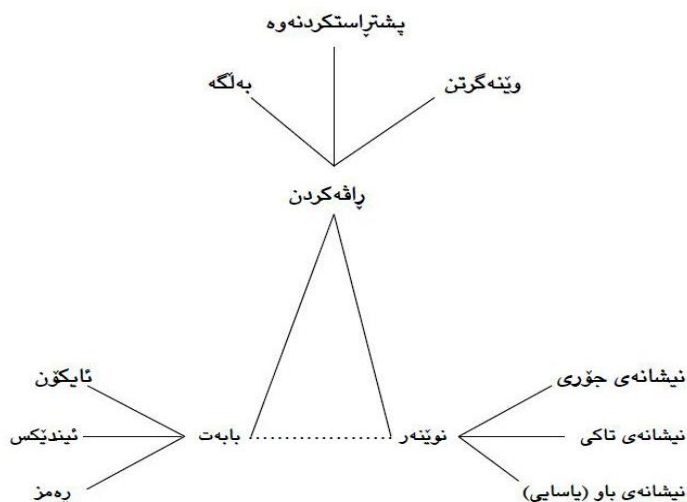 پشتڕاستکردنەوە
وێنەگرتن
بەڵگە
ڕاڤەکردن
نیشانەی جۆری
ئایکۆن
نیشانەی تاکی
نوێنەر
بابەت
ئیندێکس
نیشانەی باو (یاسایی)
ڕەمز